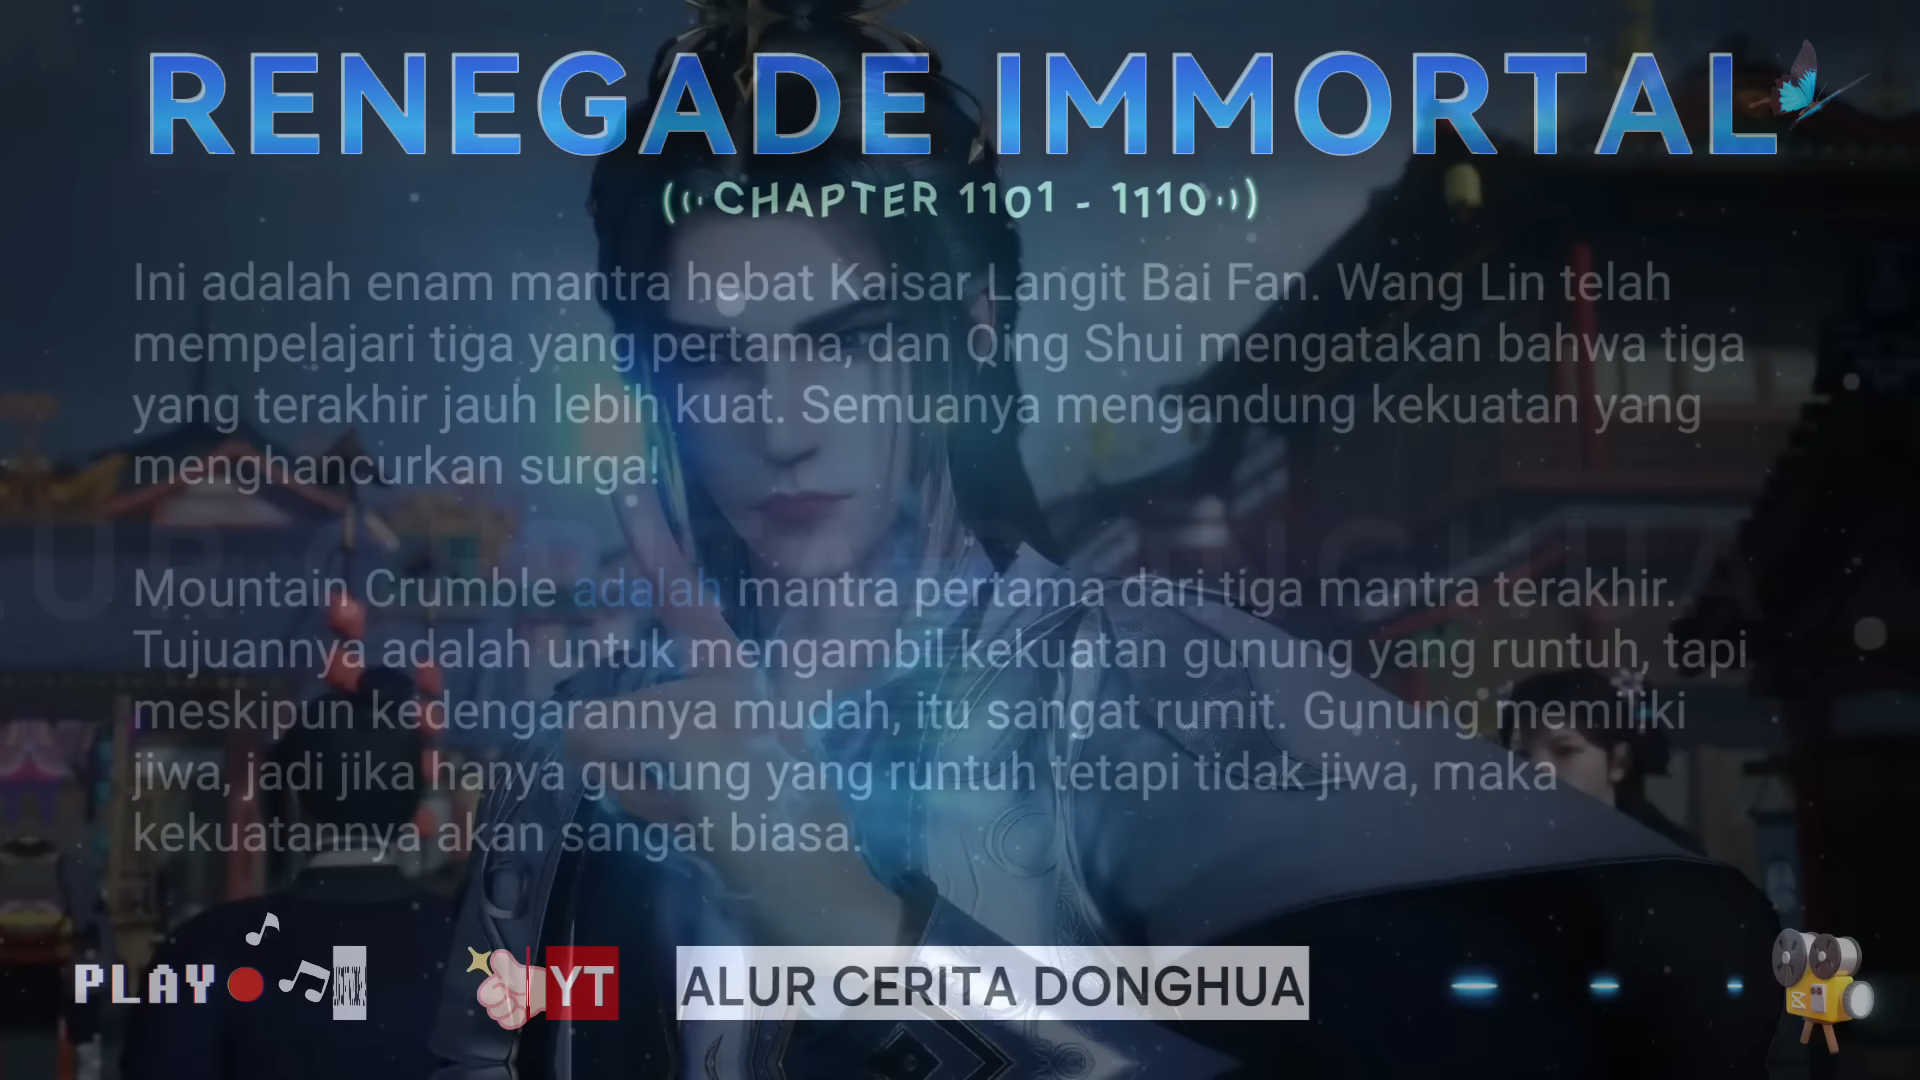 RENEGADE IMMORTAL
CHAPTER 1101 - 1110
Ini adalah enam mantra hebat Kaisar Langit Bai Fan. Wang Lin telah
mempelajari tiga yang pertama, dan Qing Shui mengatakan bahwa tiga
yang terakhir jauh lebih kuat. Semuanya mengandung kekuatan yang
menghancurkan surga!
Mountain Crumble adalah mantra pertama dari tiga mantra terakhir.
Tujuannya adalah untuk mengambil kekuatan gunung yang runtuh, tapi
meskipun kedengarannya mudah, itu sangat rumit. Gunung memiliki
jiwa, jadi jika hanya gunung yang runtuh tetapi tidak jiwa, maka
kekuatannya akan sangat biasa.
PLAY
YT
ALUR CERITA DONGHUA